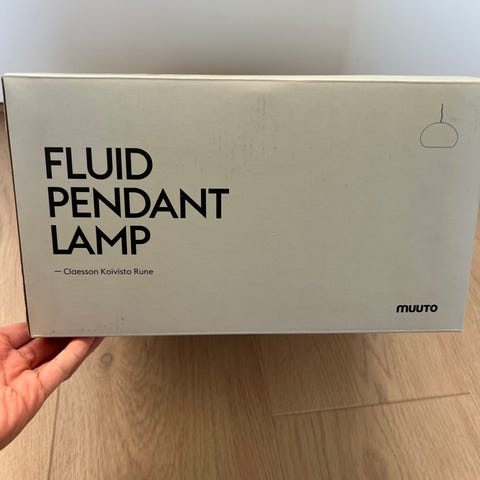 FLUID
PENDANT
LAMP
— Claesson Koivisto Rune
muuto